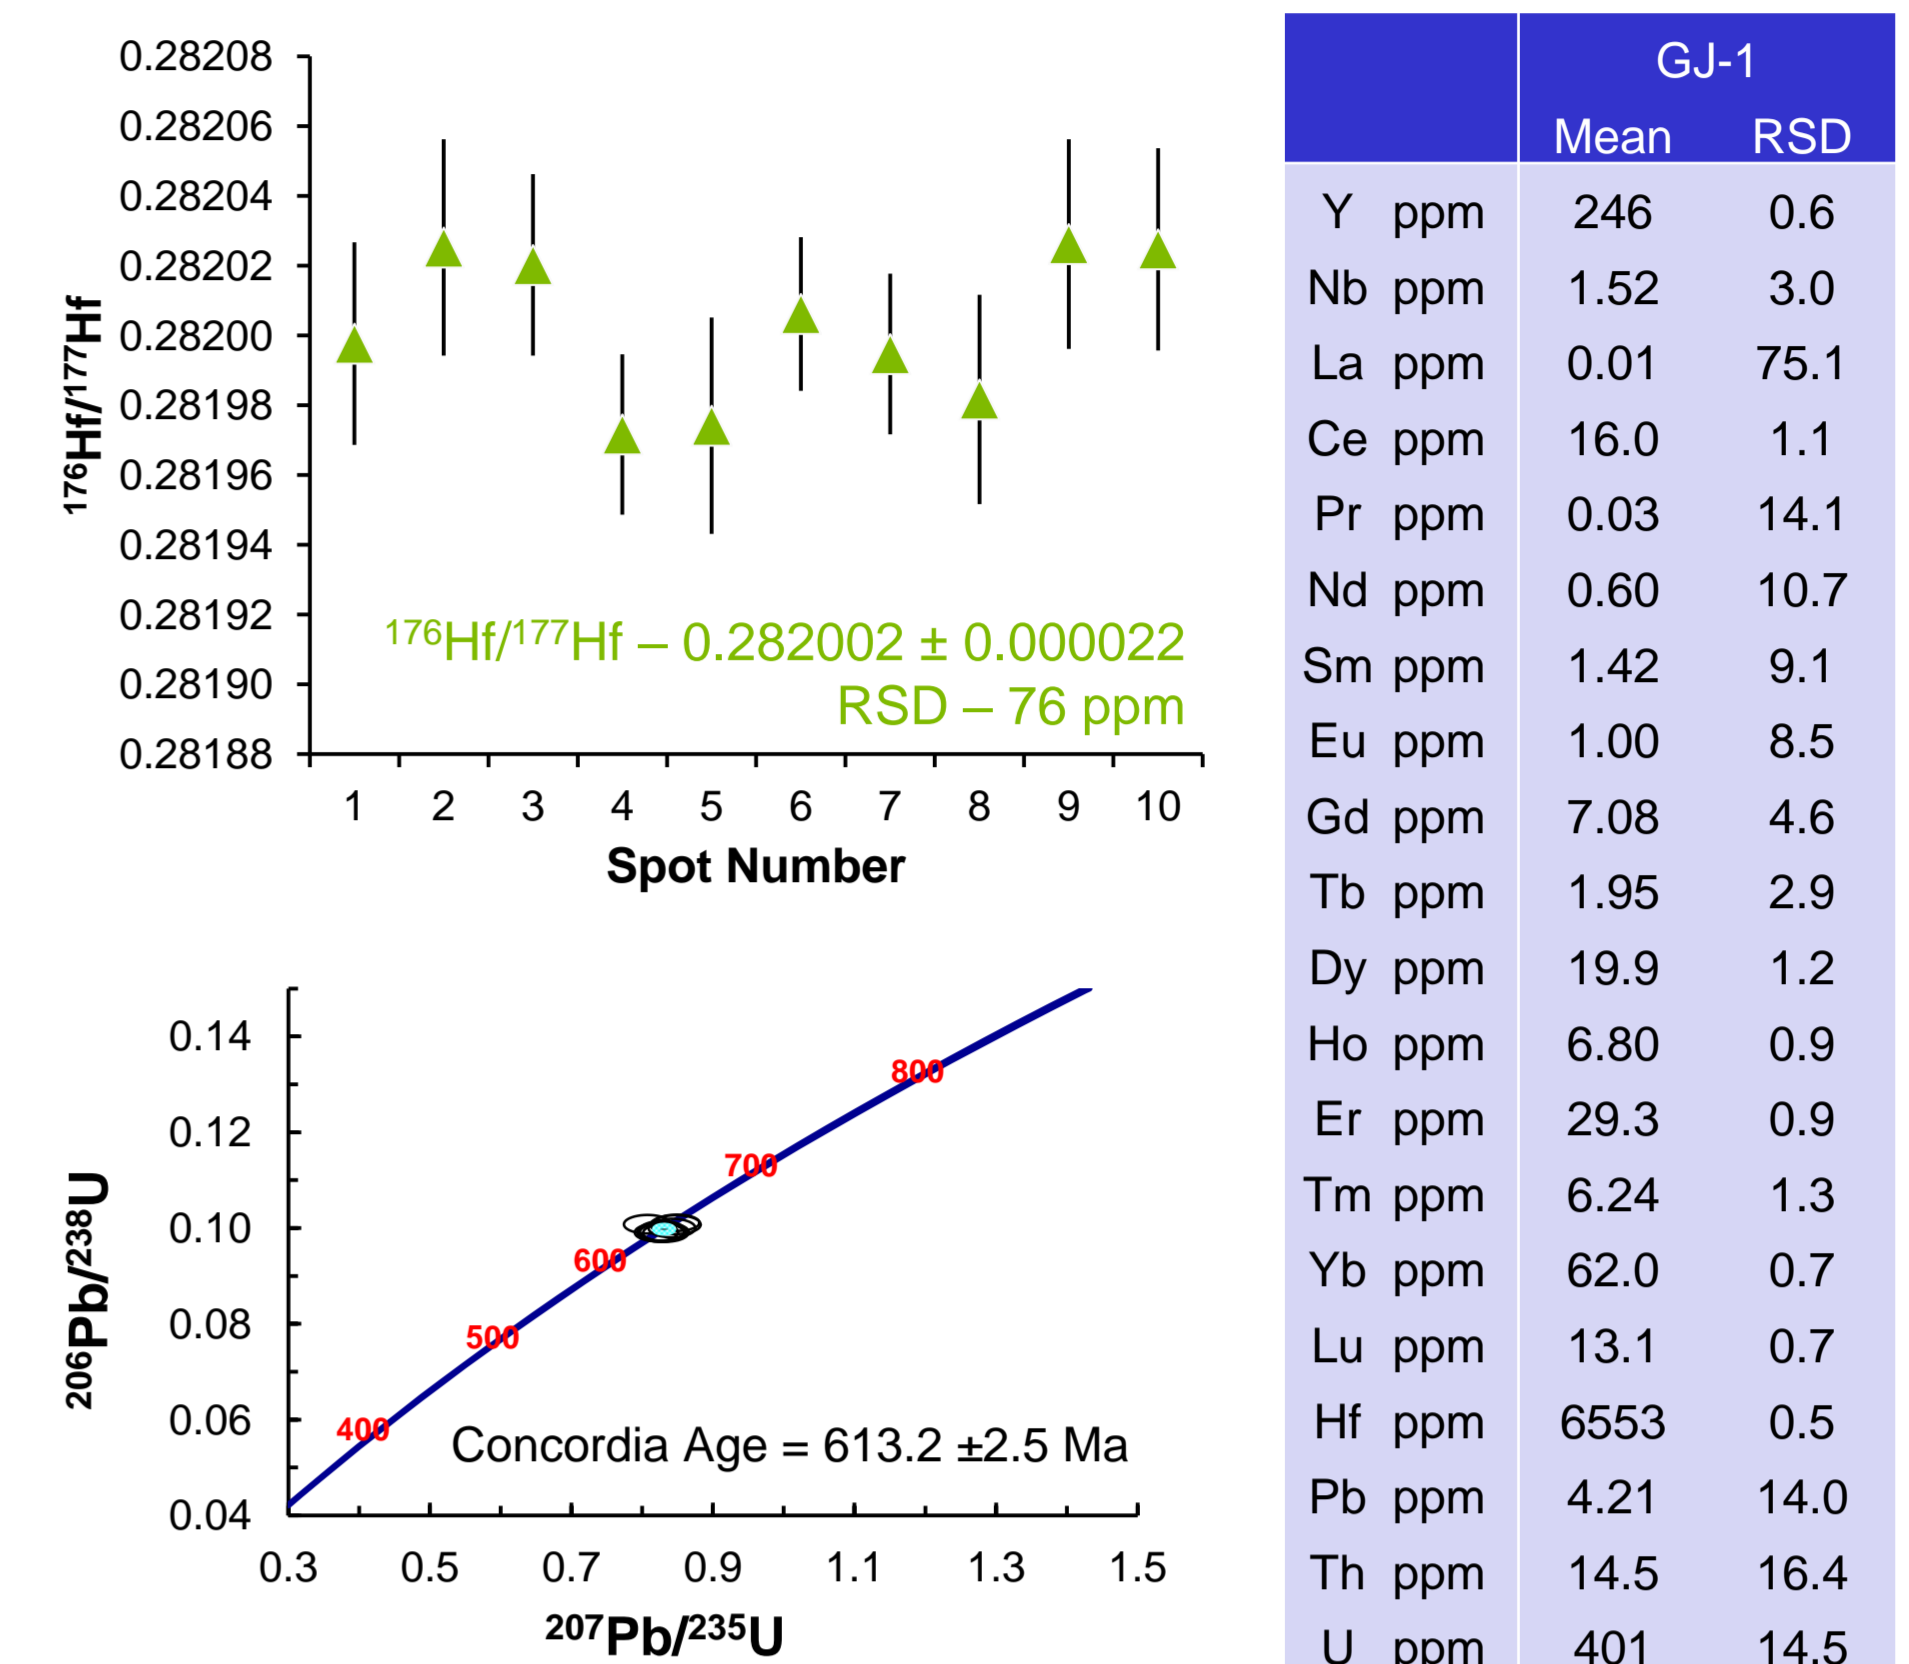 0.28208
0.28206
0.28204
0.28202
0.28200
0.28198
0.28196
0.28194
0.28192
0.28190
0.28188
¹⁷⁶Hf/¹⁷⁷Hf
¹⁷⁶Hf/¹⁷⁷Hf – 0.282002 ± 0.000022
RSD – 76 ppm
1 2 3 4 5 6 7 8 9 10
Spot Number
0.14
0.12
0.10
0.08
0.06
0.04
²⁰⁶Pb/²³⁸U
800
700
600
500
400
Concordia Age = 613.2 ±2.5 Ma
0.3 0.5 0.7 0.9 1.1 1.3 1.5
²⁰⁷Pb/²³⁵U
GJ-1
Mean RSD
Y ppm 246 0.6
Nb ppm 1.52 3.0
La ppm 0.01 75.1
Ce ppm 16.0 1.1
Pr ppm 0.03 14.1
Nd ppm 0.60 10.7
Sm ppm 1.42 9.1
Eu ppm 1.00 8.5
Gd ppm 7.08 4.6
Tb ppm 1.95 2.9
Dy ppm 19.9 1.2
Ho ppm 6.80 0.9
Er ppm 29.3 0.9
Tm ppm 6.24 1.3
Yb ppm 62.0 0.7
Lu ppm 13.1 0.7
Hf ppm 6553 0.5
Pb ppm 4.21 14.0
Th ppm 14.5 16.4
U ppm 401 14.5